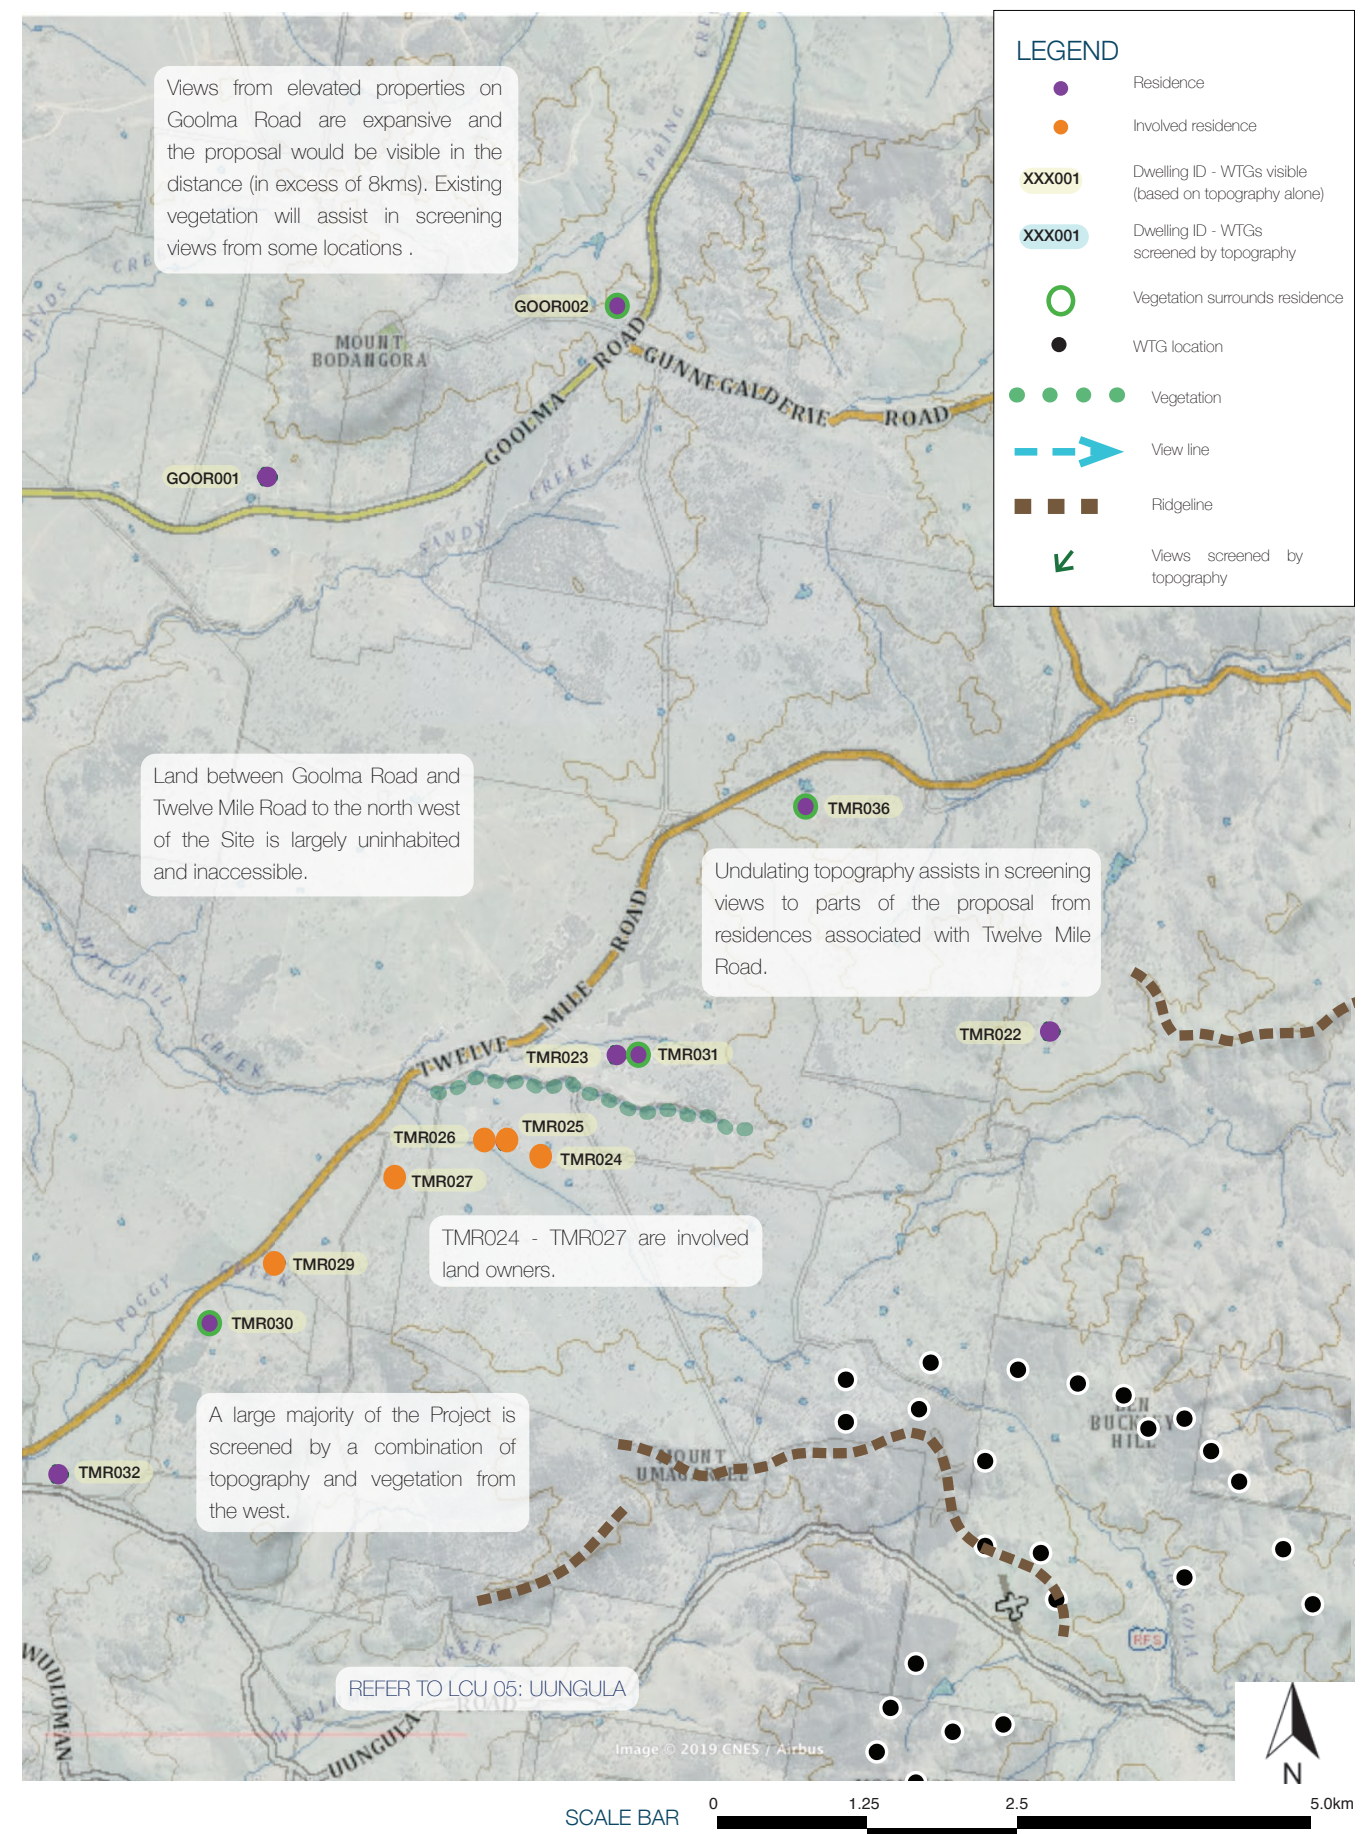 Views from elevated properties on
Goolma Road are expansive and
the proposal would be visible in the
distance (in excess of 8kms). Existing
vegetation will assist in screening
views from some locations .
LEGEND
Residence
Involved residence
XXX001
Dwelling ID - WTGs visible
(based on topography alone)
XXX001
Dwelling ID - WTGs
screened by topography
Vegetation surrounds residence
WTG location
Vegetation
View line
Ridgeline
Views screened by
topography
SPRING
REIDS
GOOR002
MOUNT
BODANGORA
GOOLMA ROAD
GUNNEGALDERIE ROAD
GOOR001
SANDY CREEK
Land between Goolma Road and
Twelve Mile Road to the north west
of the Site is largely uninhabited
and inaccessible.
TMR036
Undulating topography assists in screening
views to parts of the proposal from
residences associated with Twelve Mile
Road.
MITCHELL CREEK
TWELVE MILE ROAD
TMR022
TMR023
TMR031
TMR026
TMR025
TMR024
TMR027
TMR024 - TMR027 are involved
land owners.
TMR029
POGGY
TMR030
A large majority of the Project is
screened by a combination of
topography and vegetation from
the west.
TMR032
BUCKLEY
HILL
MOUNT
RFS
WUULUMAN
REFER TO LCU 05: UUNGULA
UUNGULA ROAD
CREEK
Image © 2019 CNES / Airbus
N
SCALE BAR
0 1.25 2.5 5.0km